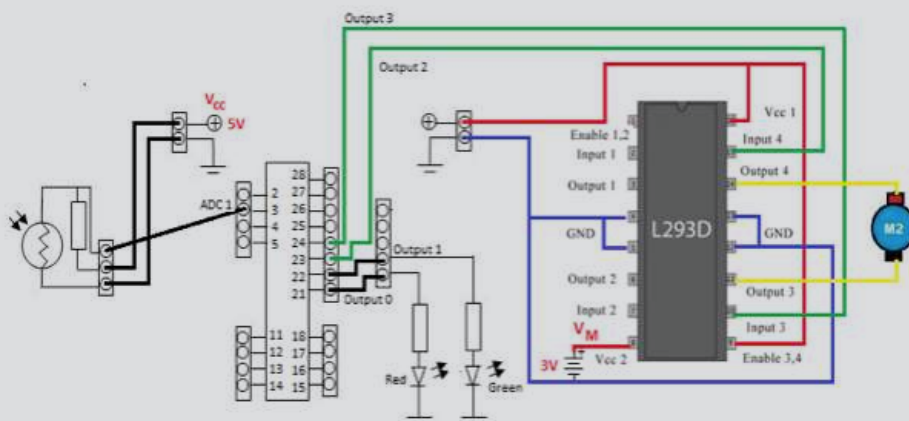 Output 3
Output 2
Vcc
5V
ADC 1
2
3
4
5
11
12
13
14
28
27
26
25
24
23
22
21
18
17
16
15
Output 1
Output 0
Red
Green
Enable 1,2
Input 1
Output 1
GND
Output 2
Input 2
Vcc 2
VM
3V
L293D
Vcc 1
Input 4
Output 4
GND
Output 3
Input 3
Enable 3,4
M2